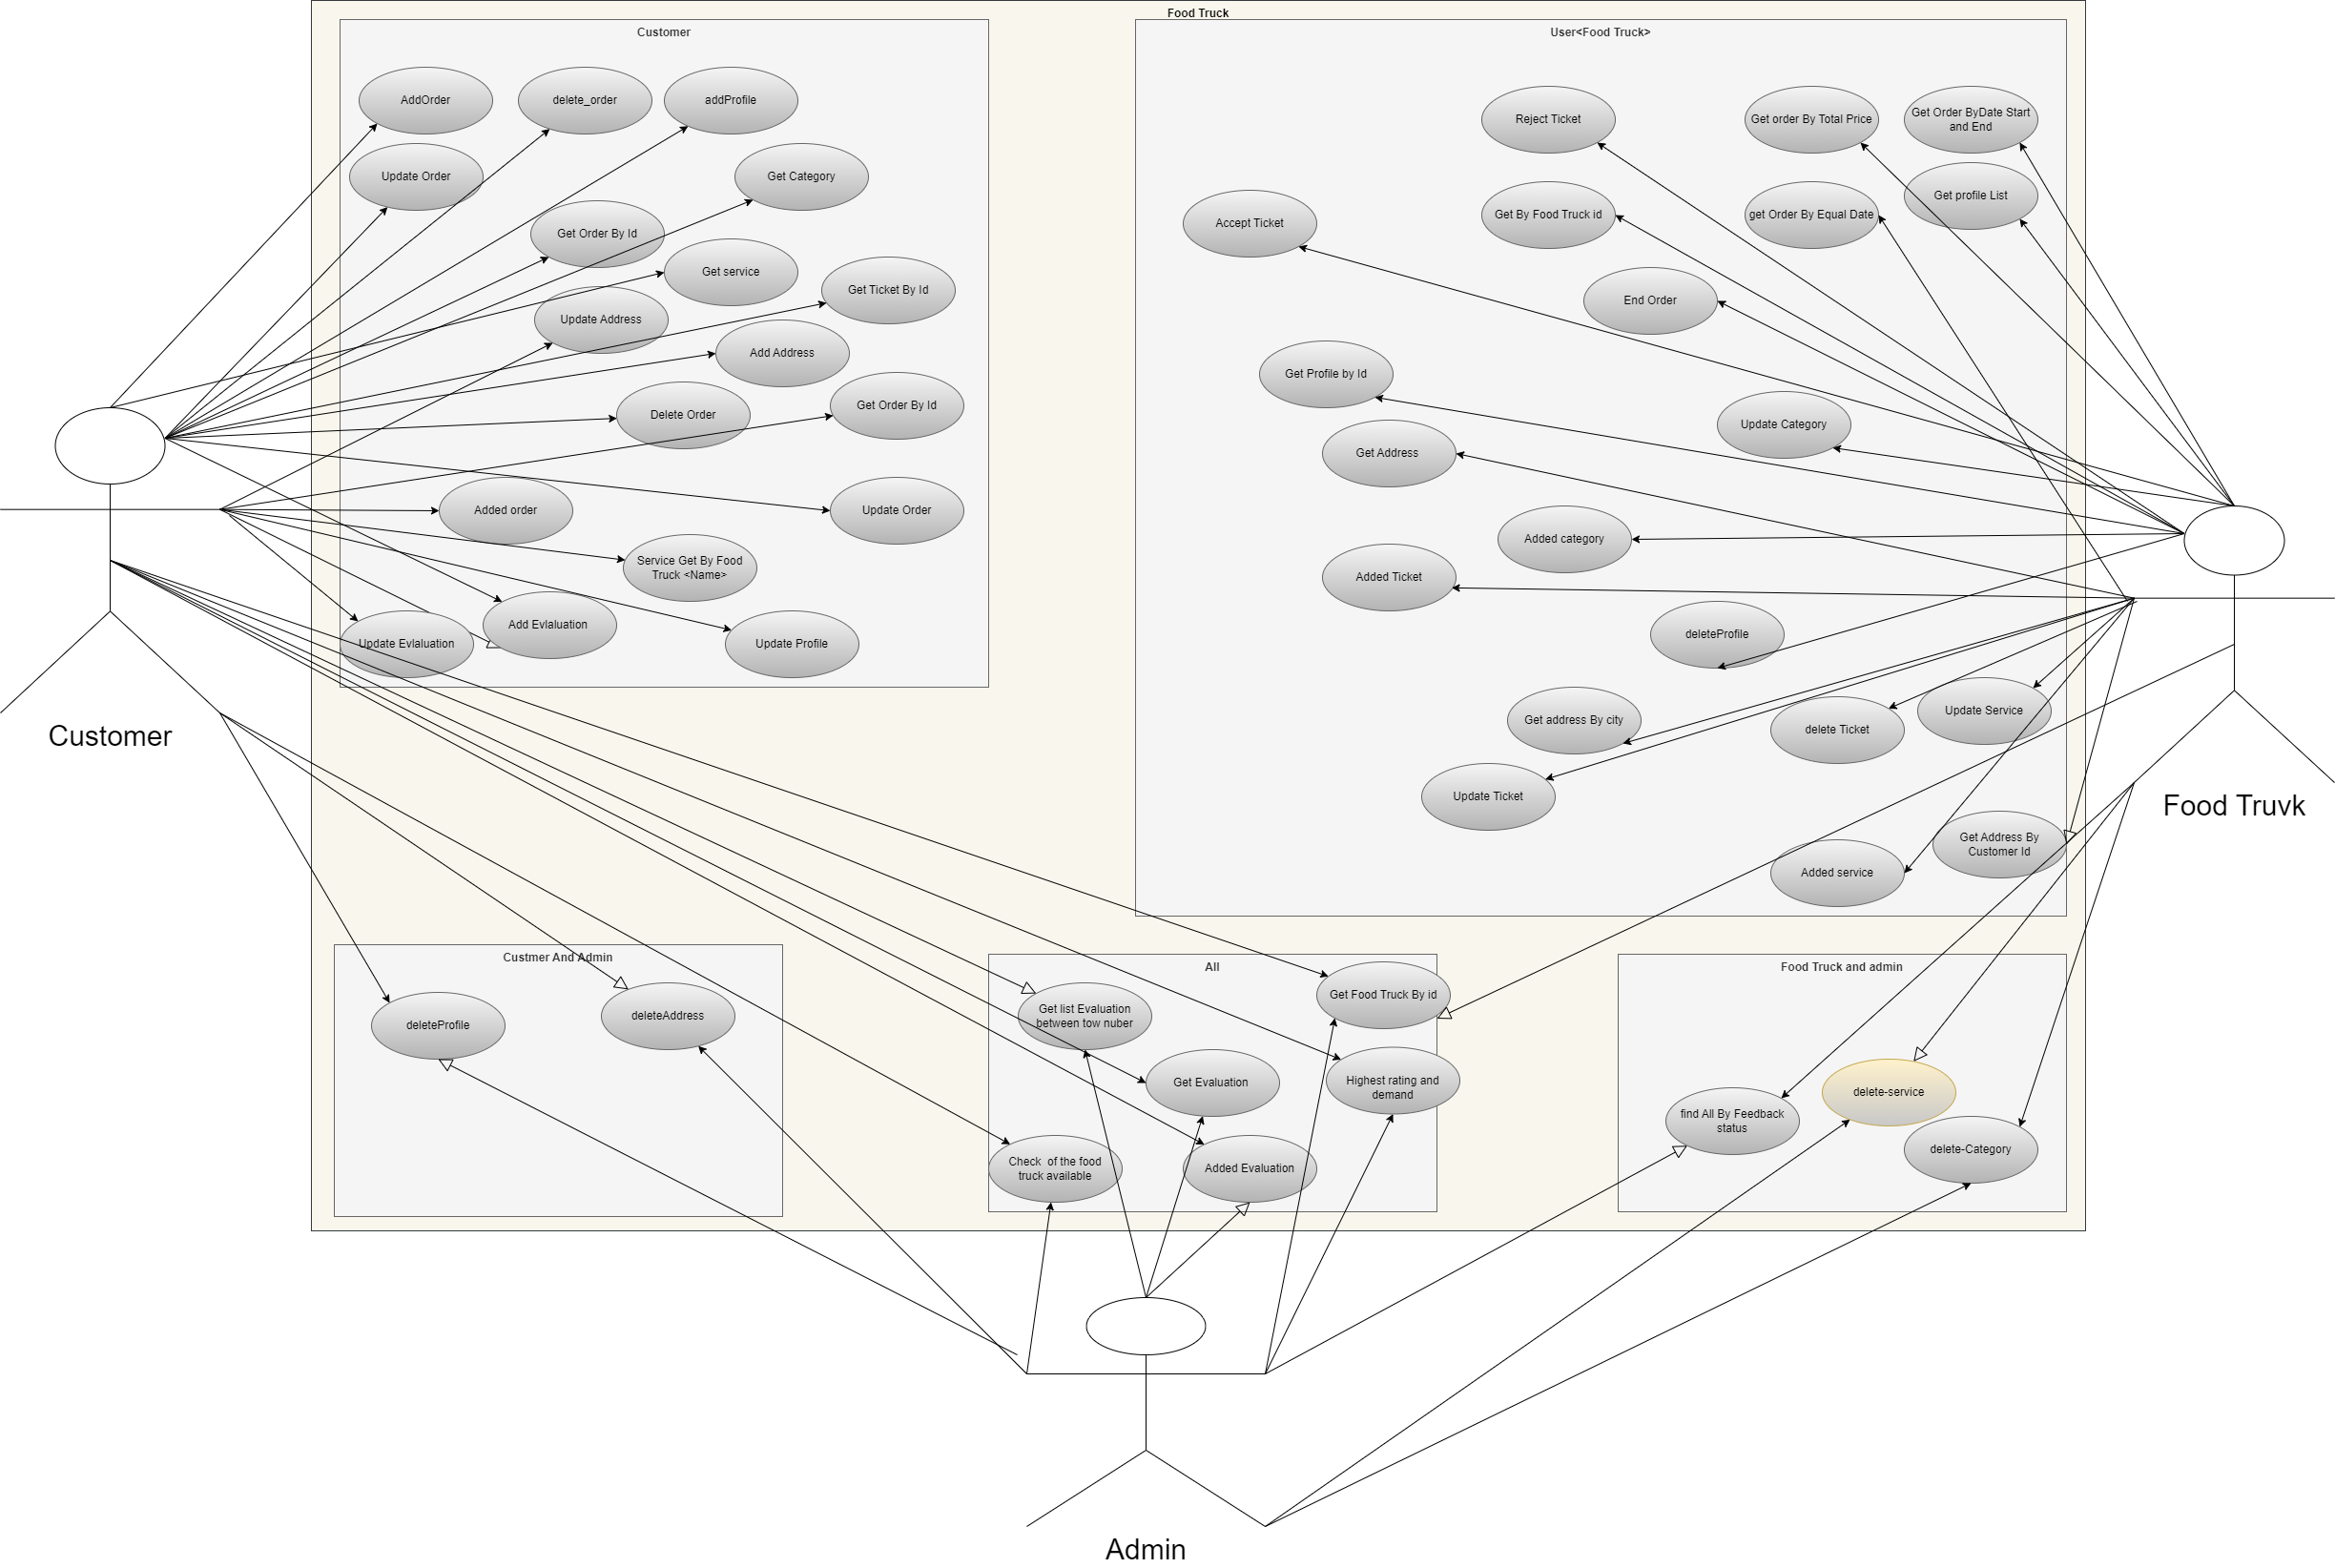 Food Truck
Customer
AddOrder
delete_order
addProfile
Update Order
Get Category
Get Order By Id
Get service
Get Ticket By Id
Update Address
Add Address
Delete Order
Get Order By Id
Added order
Update Order
Service Get By Food
Truck <Name>
Add Evlaluation
Update Evlaluation
Update Profile
User<Food Truck>
Reject Ticket
Get order By Total Price
Get Order ByDate Start
and End
Accept Ticket
Get By Food Truck id
get Order By Equal Date
Get profile List
End Order
Get Profile by Id
Update Category
Get Address
Added category
Added Ticket
deleteProfile
Get address By city
delete Ticket
Update Service
Update Ticket
Get Address By
Customer Id
Added service
Customer
Food Truvk
Custmer And Admin
deleteProfile
deleteAddress
All
Get Food Truck By id
Get list Evaluation
between tow nuber
Get Evaluation
Highest rating and
demand
Check  of the food
truck available
Added Evaluation
Food Truck and admin
delete-service
find All By Feedback
status
delete-Category
Admin